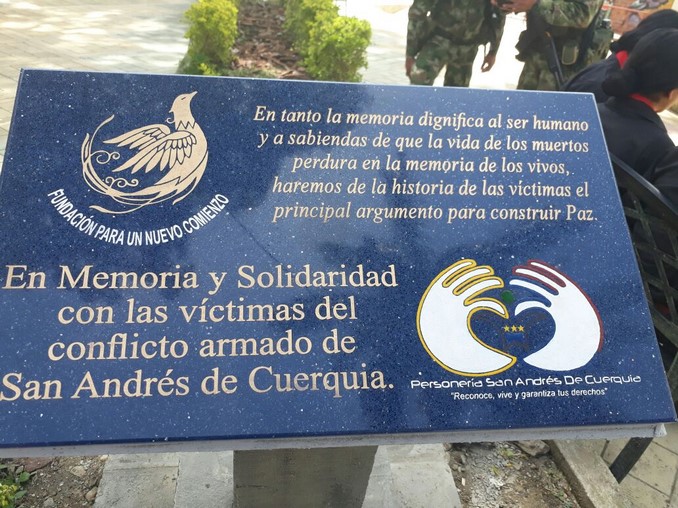 En tanto la memoria dignifica al ser humano
y a sabiendas de que la vida de los muertos
perdura en la memoria de los vivos,
haremos de la historia de las víctimas el
principal argumento para construir Paz.
FUNDACIÓN PARA UN NUEVO COMIENZO
En Memoria y Solidaridad
con las víctimas del
conflicto armado de
San Andrés de Cuerquia.
Personería San Andrés De Cuerquia
"Reconoce, vive y garantiza tus derechos"